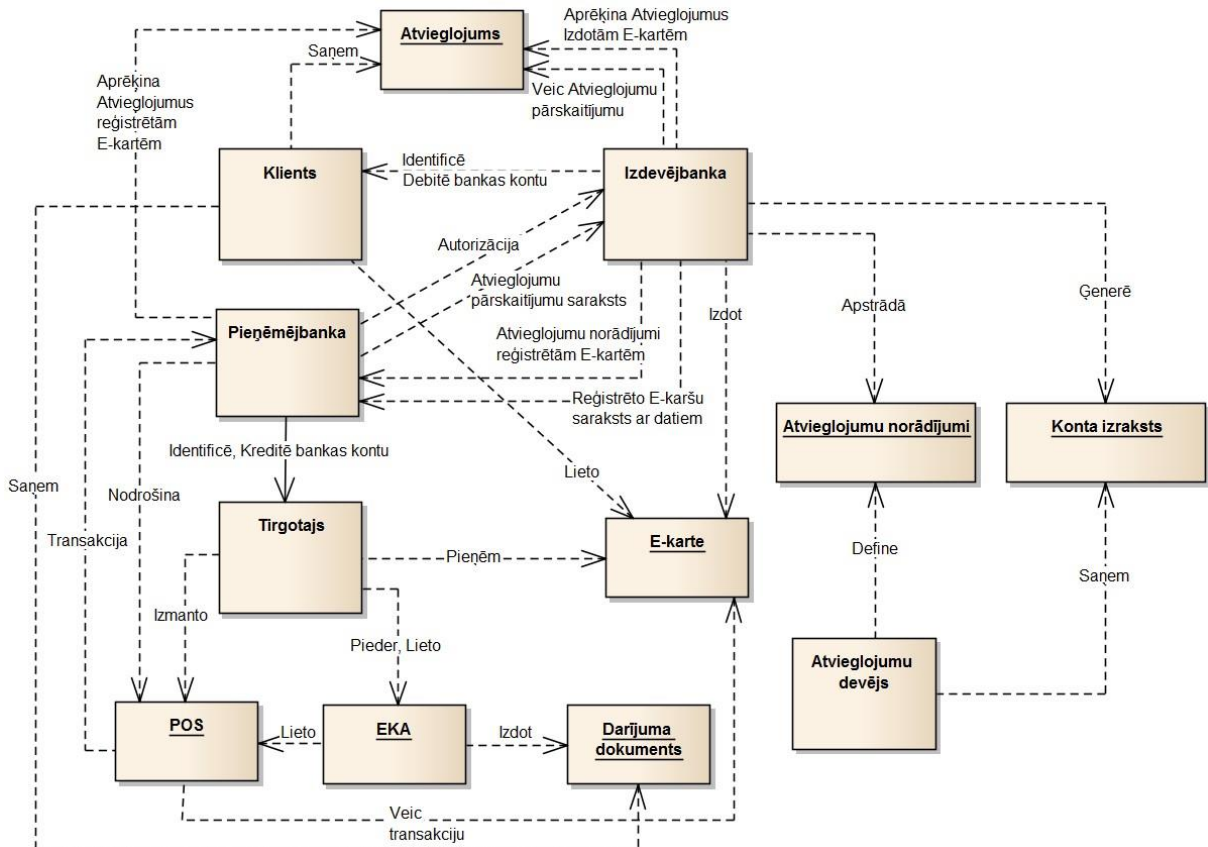 Aprēķina Atvieglojumus
Izdotām E-kartēm
Atvieglojums
Saņem
Veic Atvieglojumu
pārskaitījumu
Aprēķina
Atvieglojumus
reģistrētām
E-kartēm
Klients
Identificē
Debitē bankas kontu
Izdevējbanka
Autorizācija
Atvieglojumu
pārskaitījumu saraksts
Izdot
Apstrādā
Ģenerē
Pieņēmējbanka
Atvieglojumu norādījumi
reģistrētām E-kartēm
Reģistrēto E-karšu
saraksts ar datiem
Atvieglojumu norādījumi
Konta izraksts
Identificē, Kreditē bankas kontu
Nodrošina
Saņem
Lieto
Transakcija
Tirgotajs
E-karte
Pieņēm
Define
Saņem
Izmanto
Pieder, Lieto
Atvieglojumu
devējs
POS
Lieto
EKA
Izdot
Darījuma
dokuments
Veic
transakciju